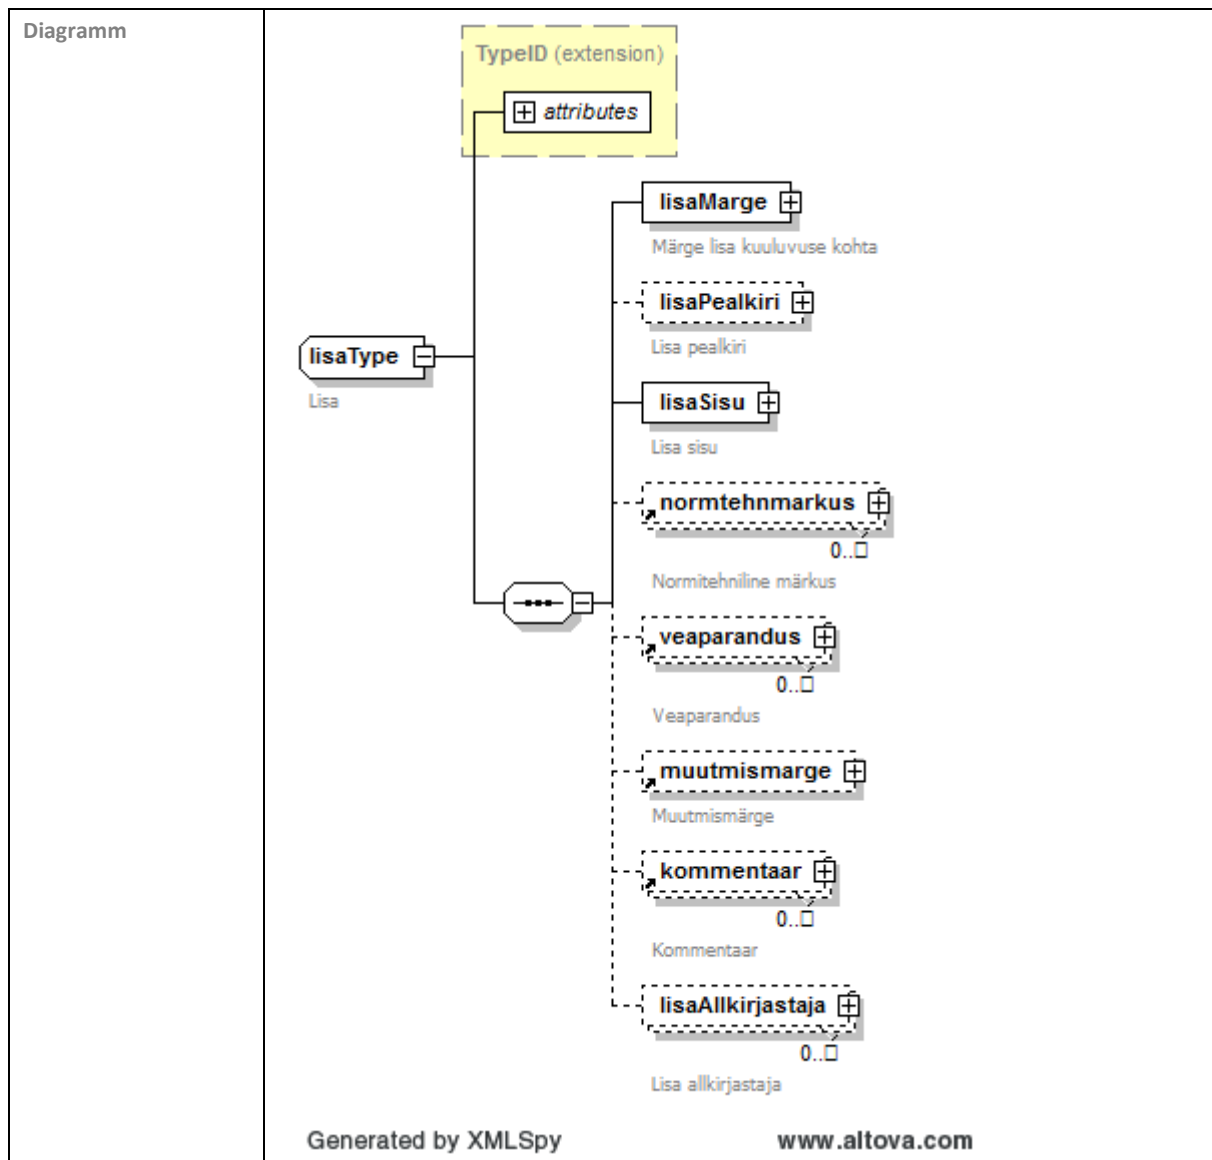 Diagramm
TypeID (extension)
attributes
lisaMarge
Märge lisa kuuluvuse kohta
lisaPealkiri
Lisa pealkiri
lisaType
Lisa
lisaSisu
Lisa sisu
normtehnmarkus
0..□
Normitehniline märkus
veaparandus
0..□
Veaparandus
muutmismarge
Muutmismärge
kommentaar
0..□
Kommentaar
lisaAllkirjastaja
0..□
Lisa allkirjastaja
Generated by XMLSpy www.altova.com